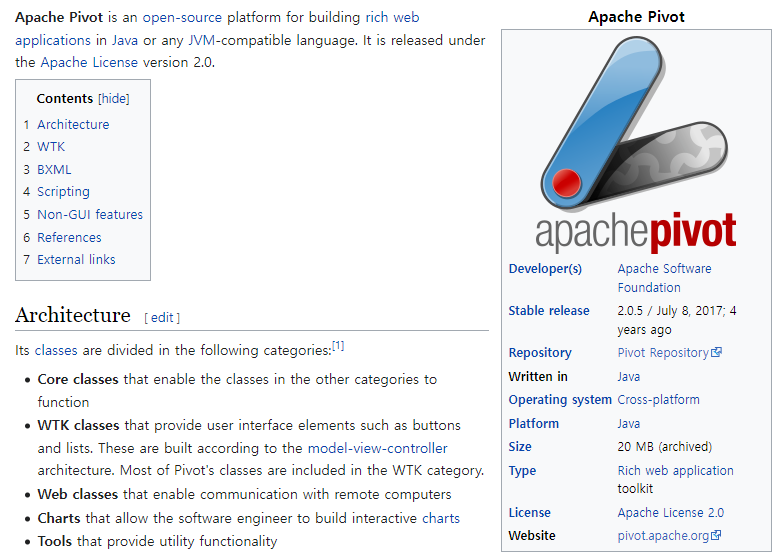 Apache Pivot is an open-source platform for building rich web
applications in Java or any JVM-compatible language. It is released under
the Apache License version 2.0.
Contents [hide]
1 Architecture
2 WTK
3 BXML
4 Scripting
5 Non-GUI features
6 References
7 External links
Architecture [ edit ]
Its classes are divided in the following categories:[1]
• Core classes that enable the classes in the other categories to
function
• WTK classes that provide user interface elements such as buttons
and lists. These are built according to the model-view-controller
architecture. Most of Pivot's classes are included in the WTK category.
• Web classes that enable communication with remote computers
• Charts that allow the software engineer to build interactive charts
• Tools that provide utility functionality
Apache Pivot
apachepivot
Developer(s) Apache Software
Foundation
Stable release 2.0.5 / July 8, 2017; 4
years ago
Repository Pivot Repository
Written in Java
Operating system Cross-platform
Platform Java
Size 20 MB (archived)
Type Rich web application
toolkit
License Apache License 2.0
Website pivot.apache.org